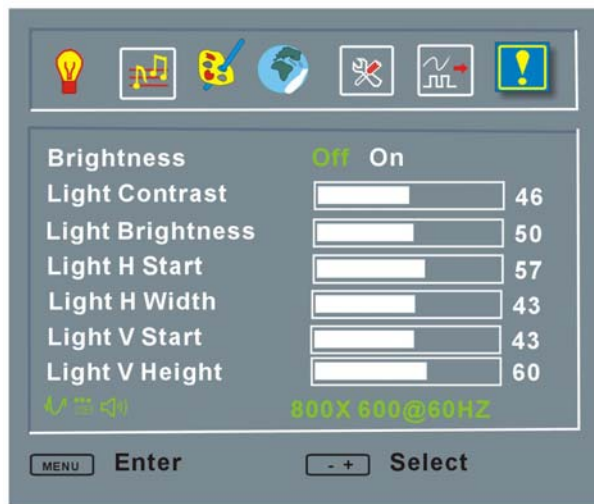 Brightness Off On
Light Contrast 46
Light Brightness 50
Light H Start 57
Light H Width 43
Light V Start 43
Light V Height 60
800X 600@60HZ
MENU Enter - + Select